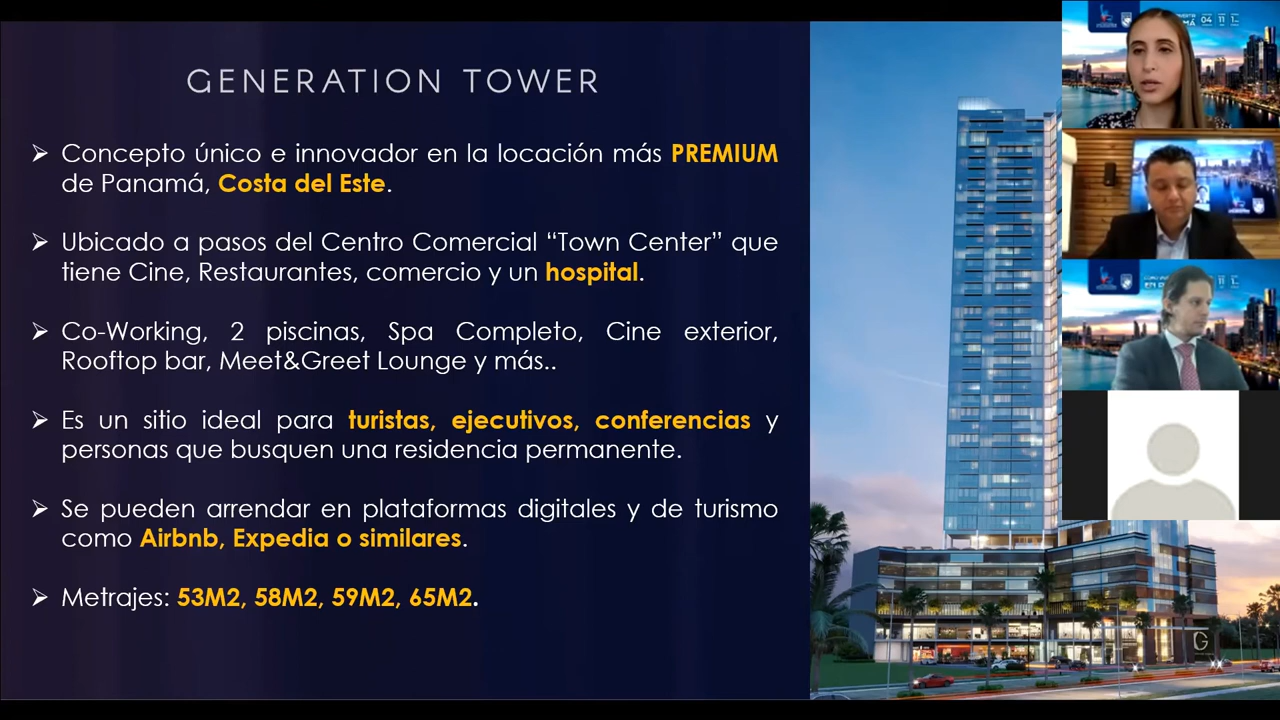 GENERATION TOWER
➢ Concepto único e innovador en la locación más PREMIUM
de Panamá, Costa del Este.
➢ Ubicado a pasos del Centro Comercial “Town Center” que
tiene Cine, Restaurantes, comercio y un hospital.
➢ Co-Working, 2 piscinas, Spa Completo, Cine exterior,
Rooftop bar, Meet&Greet Lounge y más..
➢ Es un sitio ideal para turistas, ejecutivos, conferencias y
personas que busquen una residencia permanente.
➢ Se pueden arrendar en plataformas digitales y de turismo
como Airbnb, Expedia o similares.
➢ Metrajes: 53M2, 58M2, 59M2, 65M2.
04 11
G